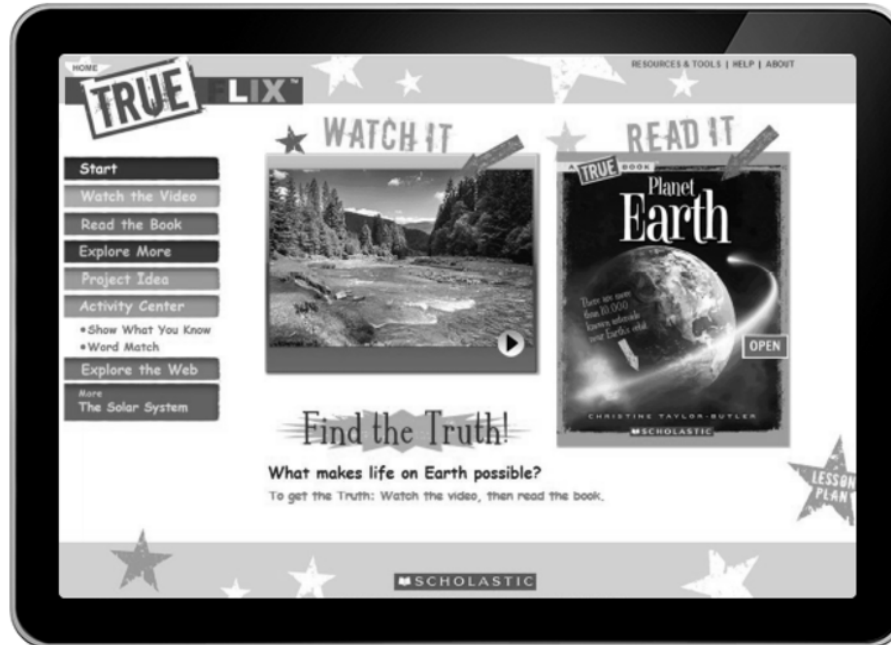 HOME
RESOURCES & TOOLS | HELP | ABOUT
TRUE FLIX™
WATCH IT
READ IT
Start
Watch the Video
Read the Book
Explore More
Project Idea
Activity Center
•Show What You Know
•Word Match
Explore the Web
More
The Solar System
A TRUE BOOK
Planet
Earth
There are more
than 10,000
known asteroids
near Earth's orbit.
OPEN
CHRISTINE TAYLOR-BUTLER
SCHOLASTIC
Find the Truth!
What makes life on Earth possible?
To get the Truth: Watch the video, then read the book.
LESSON
PLAN
SCHOLASTIC